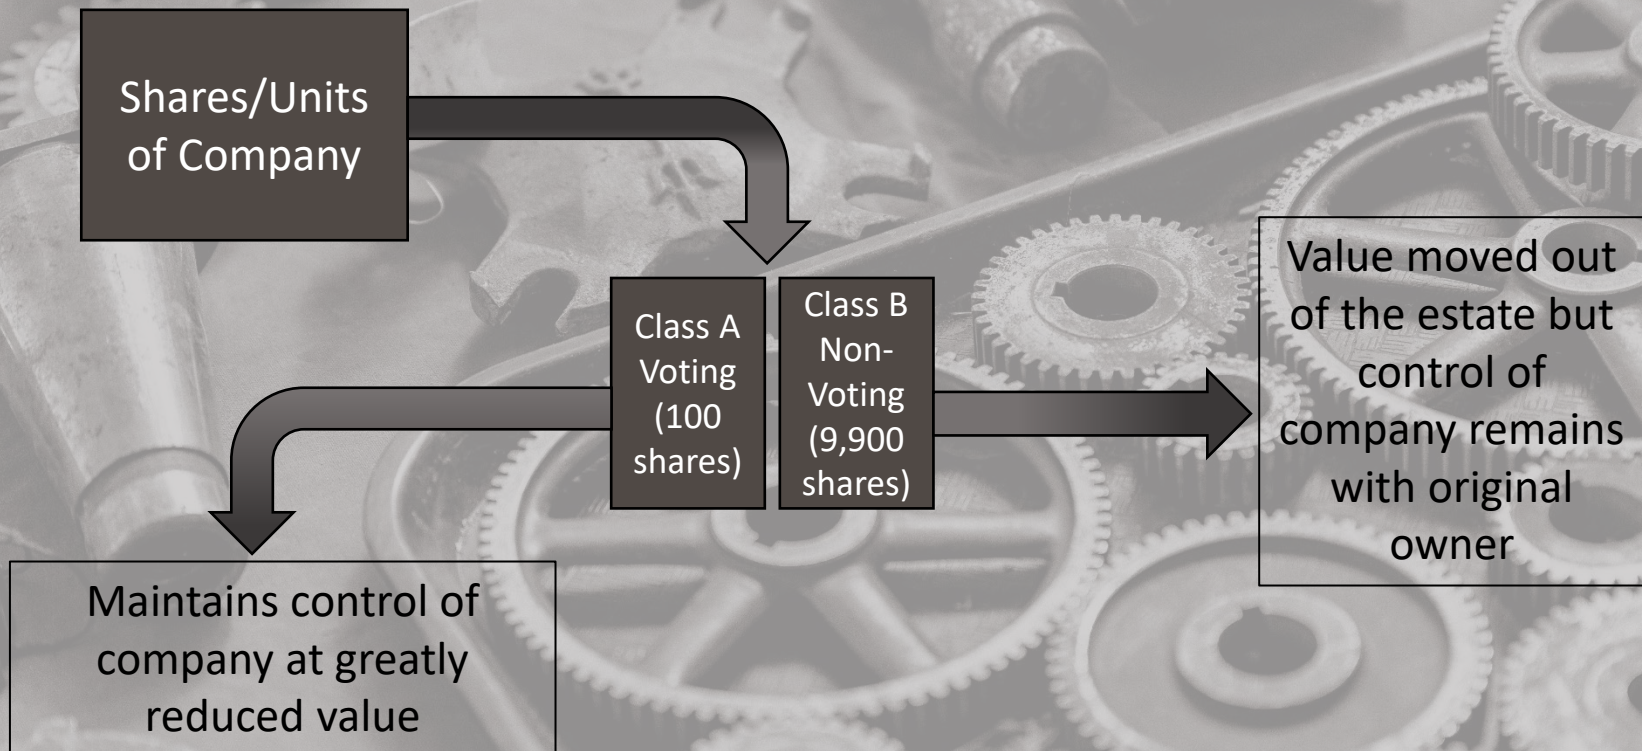 Shares/Units
of Company
Class A
Voting
(100
shares)
Class B
Non-
Voting
(9,900
shares)
Value moved out
of the estate but
control of
company remains
with original
owner
Maintains control of
company at greatly
reduced value